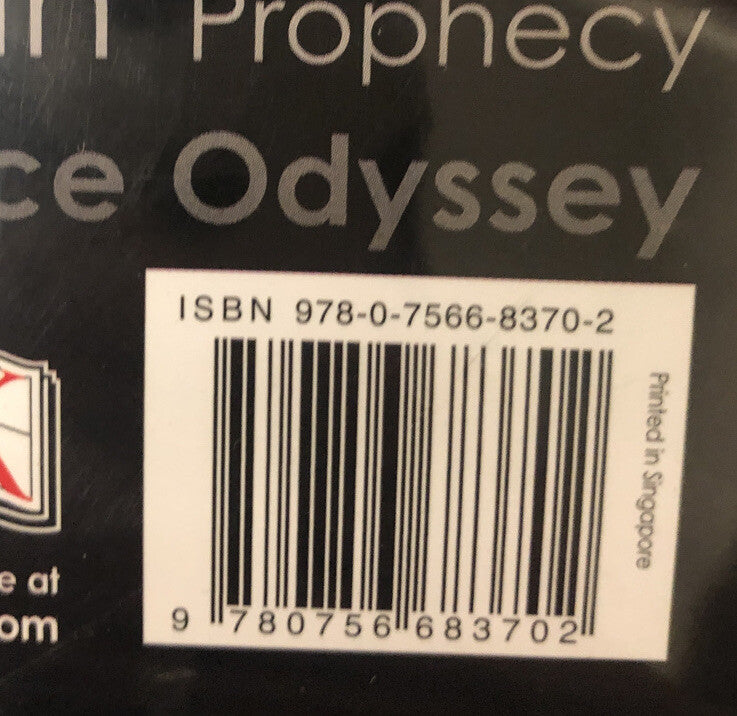 Prophecy
ce Odyssey
ISBN 978-0-7566-8370-2
Printed in Singapore
9 780756 683702
e at
om